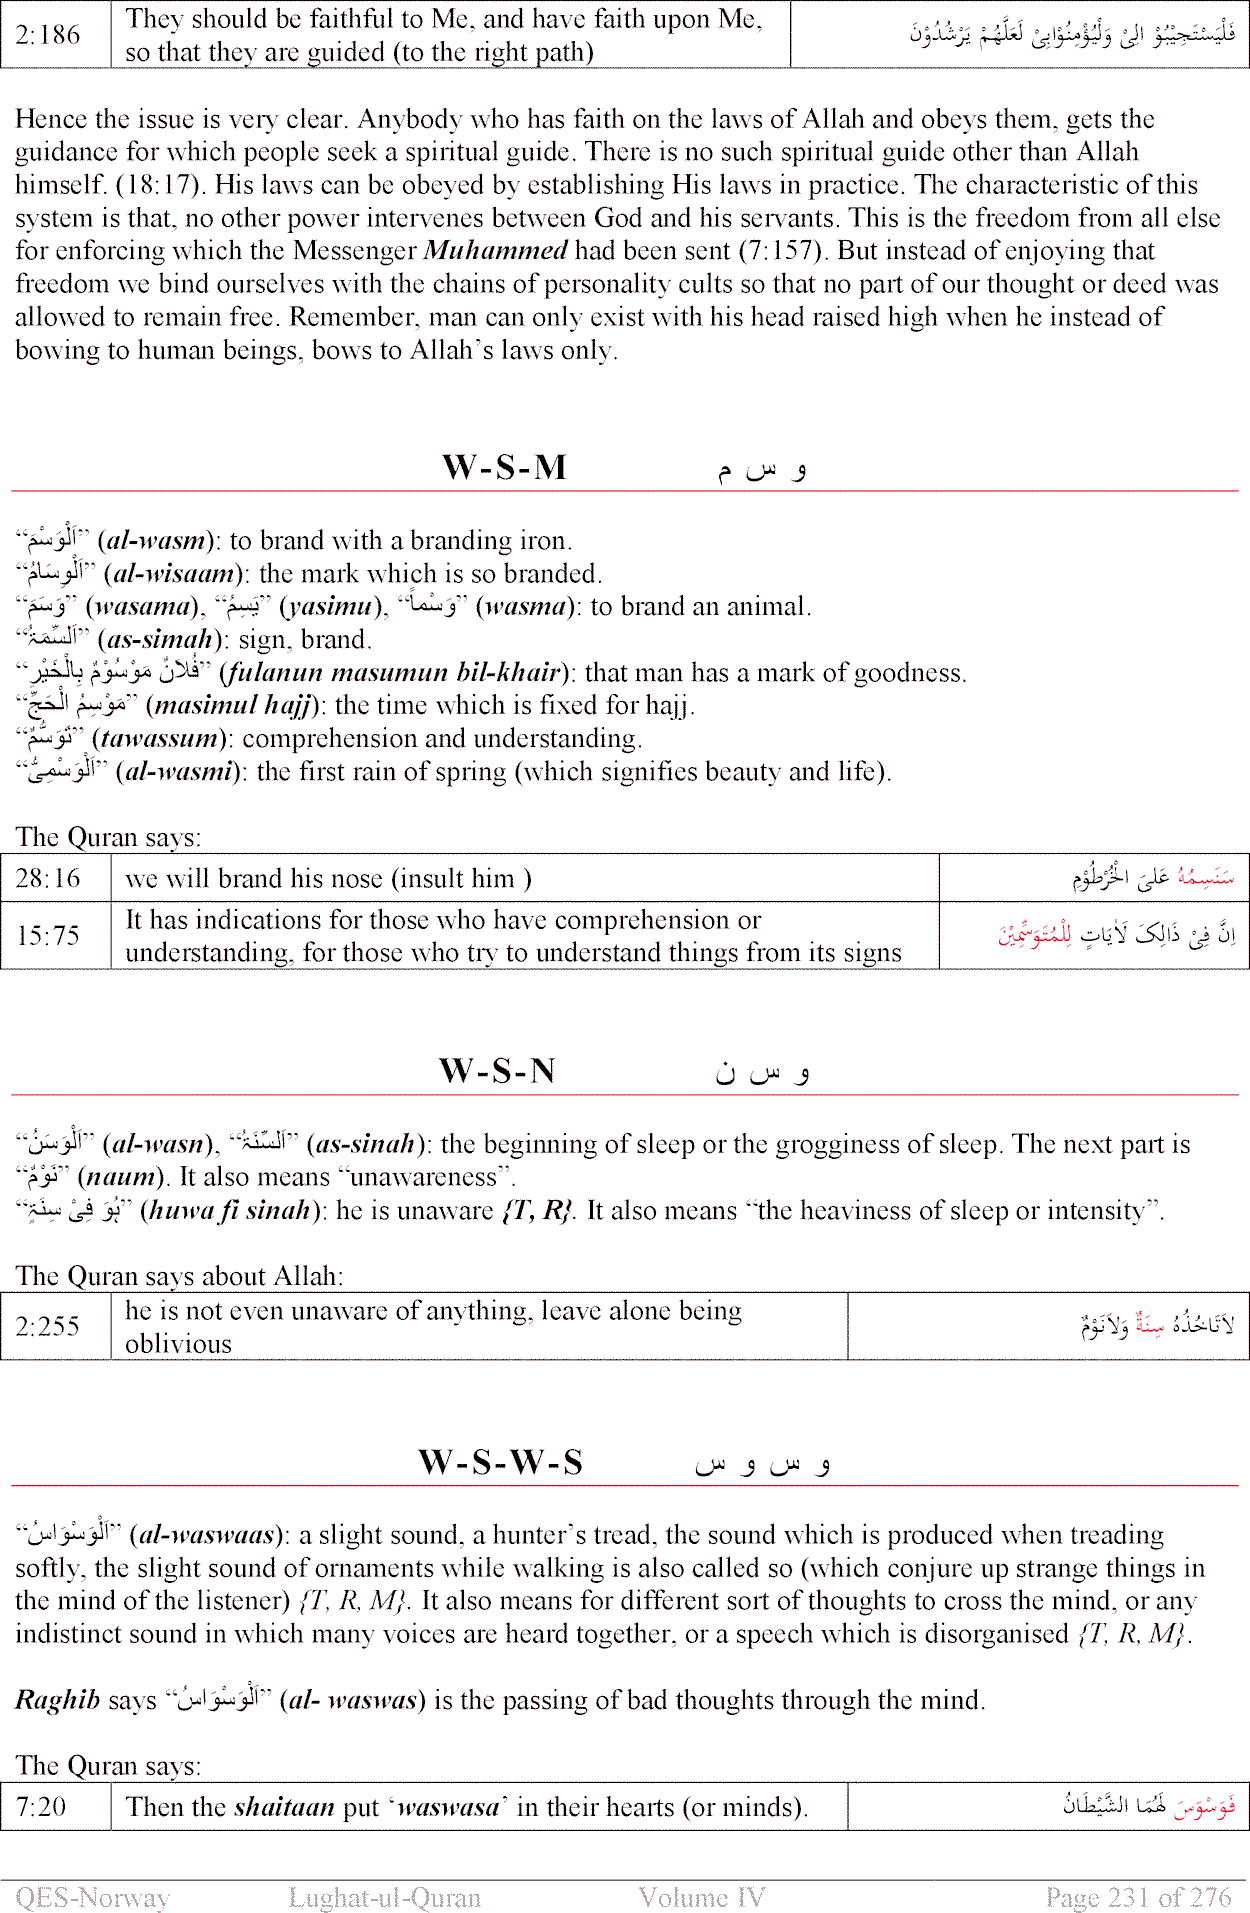 2:186 They should be faithful to Me, and have faith upon Me, so that they are guided (to the right path) فَلْيَسْتَجِيْبُوْ الِیْ وَلْيُؤْمِنُوْابِیْ لَعَلَّهُمْ يَرْشُدُوْنَ
Hence the issue is very clear. Anybody who has faith on the laws of Allah and obeys them, gets the
guidance for which people seek a spiritual guide. There is no such spiritual guide other than Allah
himself. (18:17). His laws can be obeyed by establishing His laws in practice. The characteristic of this
system is that, no other power intervenes between God and his servants. This is the freedom from all else
for enforcing which the Messenger Muhammed had been sent (7:157). But instead of enjoying that
freedom we bind ourselves with the chains of personality cults so that no part of our thought or deed was
allowed to remain free. Remember, man can only exist with his head raised high when he instead of
bowing to human beings, bows to Allah’s laws only.
W-S-M و س م
“اَلْوَسْمَ” (al-wasm): to brand with a branding iron.
“اَلْوِسَامُ” (al-wisaam): the mark which is so branded.
“وَسَمَ” (wasama), “يَسِمُ” (yasimu), “وَسْماً” (wasma): to brand an animal.
“اَلسِّمَۃُ” (as-simah): sign, brand.
“فُلاَنٌ مَوْسُوْمٌ بِالْخَيْرِ” (fulanun masumun bil-khair): that man has a mark of goodness.
“مَوْسِمُ الْحَجِّ” (masimul hajj): the time which is fixed for hajj.
“تَوَسُّمٌ” (tawassum): comprehension and understanding.
“اَلْوَسْمِیُّ” (al-wasmi): the first rain of spring (which signifies beauty and life).
The Quran says:
28:16 we will brand his nose (insult him ) سَنَسِمُهُ عَلیَ الْخُرْطُوْمِ
15:75 It has indications for those who have comprehension or understanding, for those who try to understand things from its signs اِنَّ فِیْ ذَالِکَ لَاٰيَاتٍ لِلْمُتَوَسِّمِيْنَ
W-S-N و س ن
“اَلْوَسَنُ” (al-wasn), “اَلسِّنَۃُ” (as-sinah): the beginning of sleep or the grogginess of sleep. The next part is
“نَوْمٌ” (naum). It also means “unawareness”.
“ہُوَ فِیْ سِنَۃٍ” (huwa fi sinah): he is unaware {T, R}. It also means “the heaviness of sleep or intensity”.
The Quran says about Allah:
2:255 he is not even unaware of anything, leave alone being oblivious لاَتَاخُذُهُ سِنَةٌ وَلاَنَوْمٌ
W-S-W-S و س و س
“اَلْوَسْوَاسُ” (al-waswaas): a slight sound, a hunter’s tread, the sound which is produced when treading
softly, the slight sound of ornaments while walking is also called so (which conjure up strange things in
the mind of the listener) {T, R, M}. It also means for different sort of thoughts to cross the mind, or any
indistinct sound in which many voices are heard together, or a speech which is disorganised {T, R, M}.
Raghib says “اَلْوَسْوَاسُ” (al- waswas) is the passing of bad thoughts through the mind.
The Quran says:
7:20 Then the shaitaan put ‘waswasa’ in their hearts (or minds). فَوَسْوَسَ لَهُمَا الشَّيْطَانُ
QES-Norway Lughat-ul-Quran Volume IV Page 231 of 276